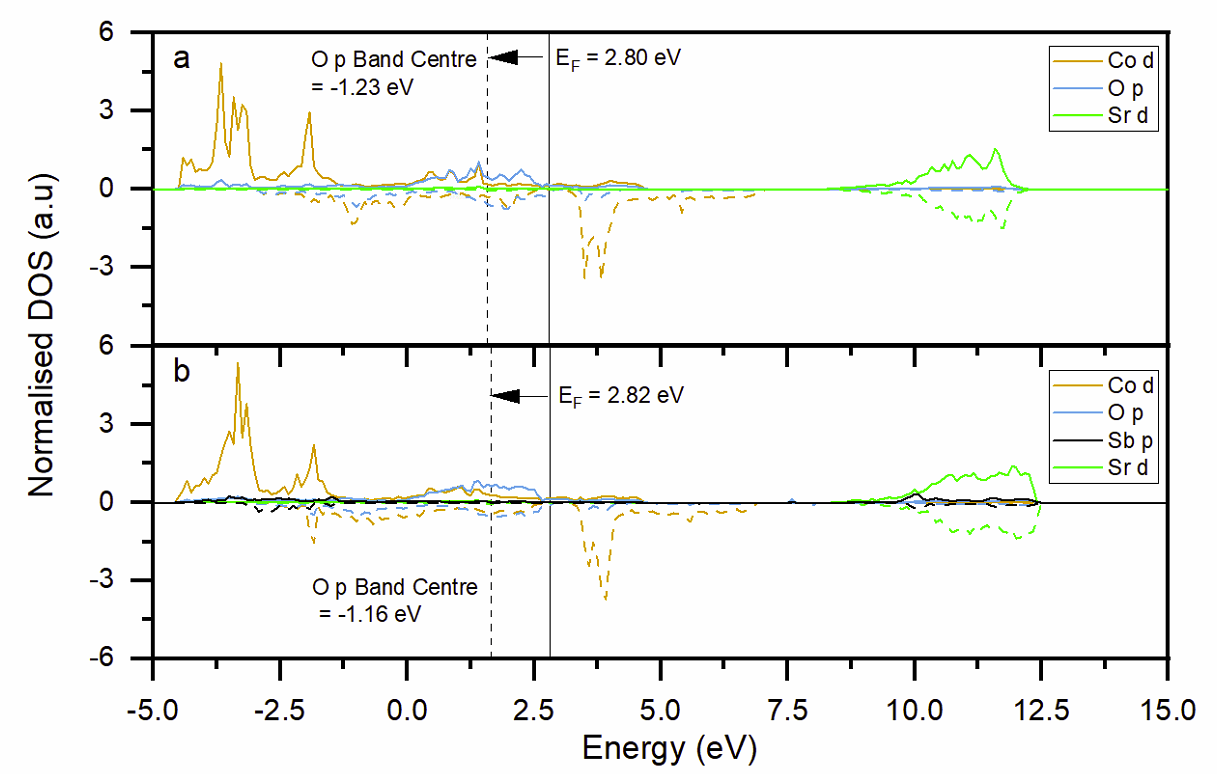 6
a
O p Band Centre
= -1.23 eV
E_F = 2.80 eV
Co d
O p
Sr d
3
0
-3
6
b
E_F = 2.82 eV
Co d
O p
Sb p
Sr d
3
0
-3
-6
O p Band Centre
= -1.16 eV
Normalised DOS (a.u)
-5.0 -2.5 0.0 2.5 5.0 7.5 10.0 12.5 15.0
Energy (eV)